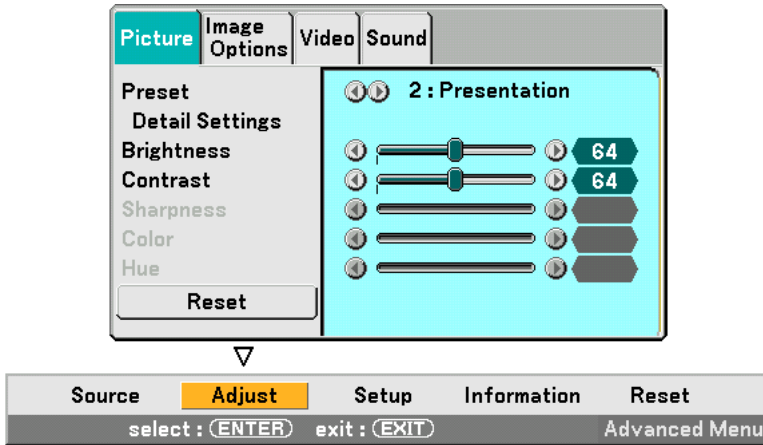 Picture
Image
Options
Video
Sound
Preset
2 : Presentation
Detail Settings
Brightness
64
Contrast
64
Sharpness
Color
Hue
Reset
Source
Adjust
Setup
Information
Reset
select : (ENTER) exit : (EXIT)
Advanced Menu